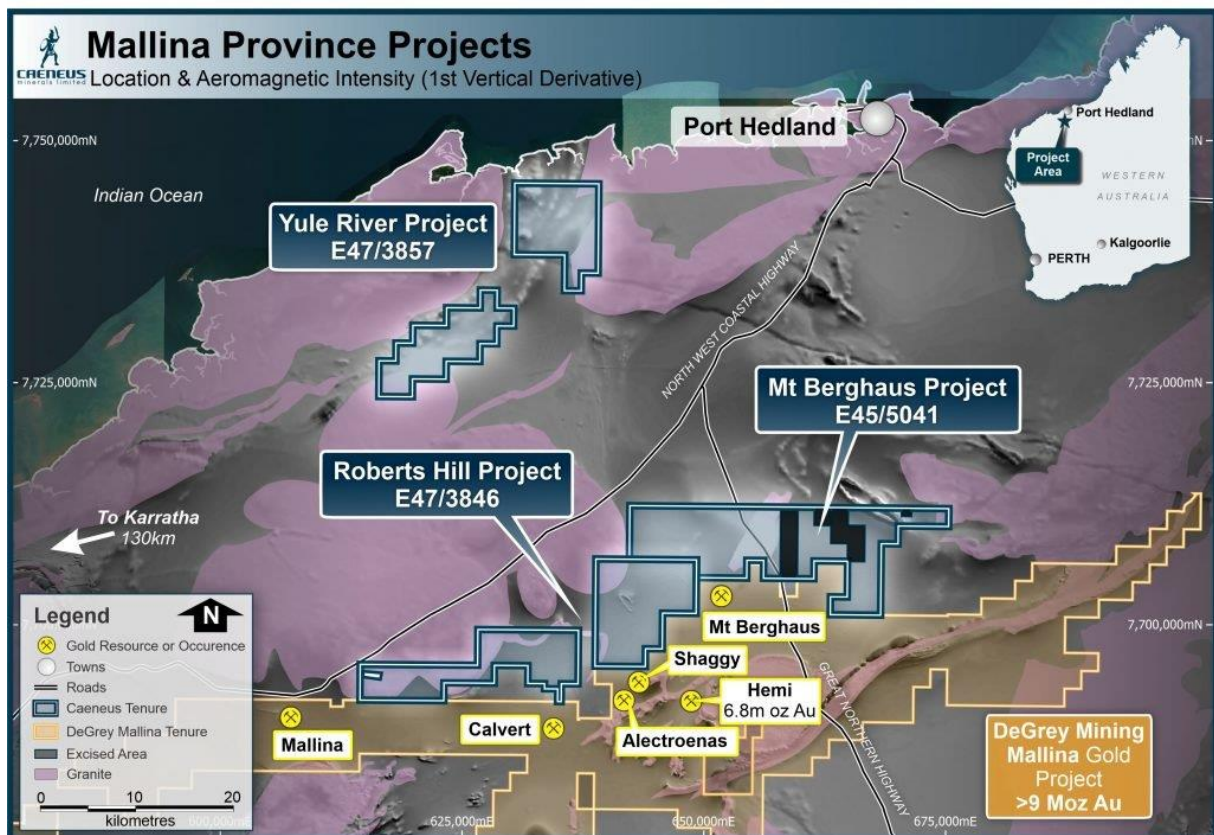 CAENEUS
minerals limited
Mallina Province Projects
Location & Aeromagnetic Intensity (1st Vertical Derivative)
7,750,000mN
Indian Ocean
Port Hedland
Port Hedland
Project
Area
WESTERN
AUSTRALIA
Kalgoorlie
PERTH
Yule River Project
E47/3857
NORTH WEST COASTAL HIGHWAY
7,725,000mN
7,725,000mN
Mt Berghaus Project
E45/5041
Roberts Hill Project
E47/3846
To Karratha
130km
7,700,000mN
Mt Berghaus
Shaggy
Hemi
6.8m oz Au
Alectroenas
Calvert
Mallina
GREAT NORTHERN HIGHWAY
Legend
N
Gold Resource or Occurence
Towns
Roads
Caeneus Tenure
DeGrey Mallina Tenure
Excised Area
Granite
0 10 20
kilometres
DeGrey Mining
Mallina Gold
Project
>9 Moz Au
600,000mE
625,000mE
650,000mE
675,000mE